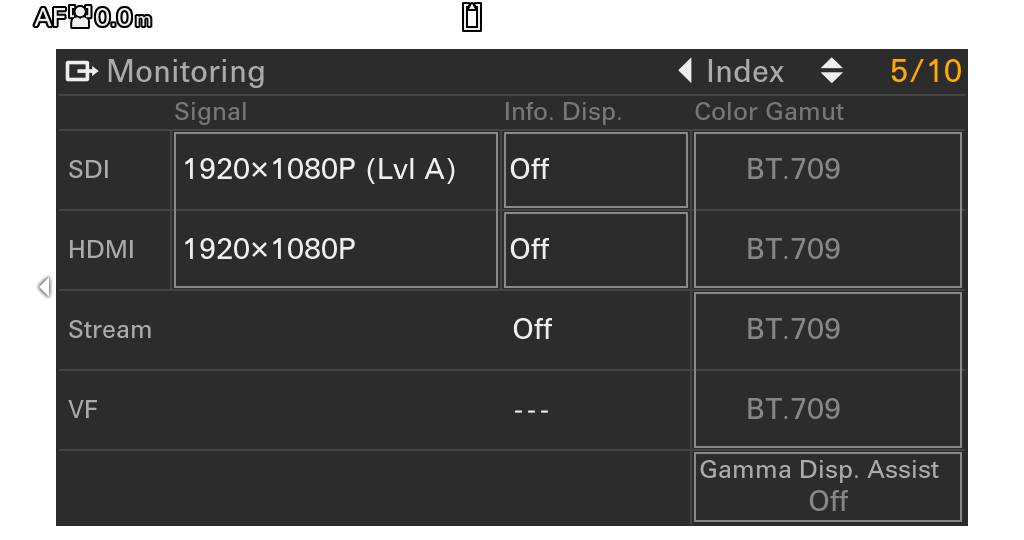 AF 0.0m
Monitoring Index 5/10
Signal Info. Disp. Color Gamut
SDI 1920×1080P (Lvl A) Off BT.709
HDMI 1920×1080P Off BT.709
Stream Off BT.709
VF --- BT.709
Gamma Disp. Assist
Off